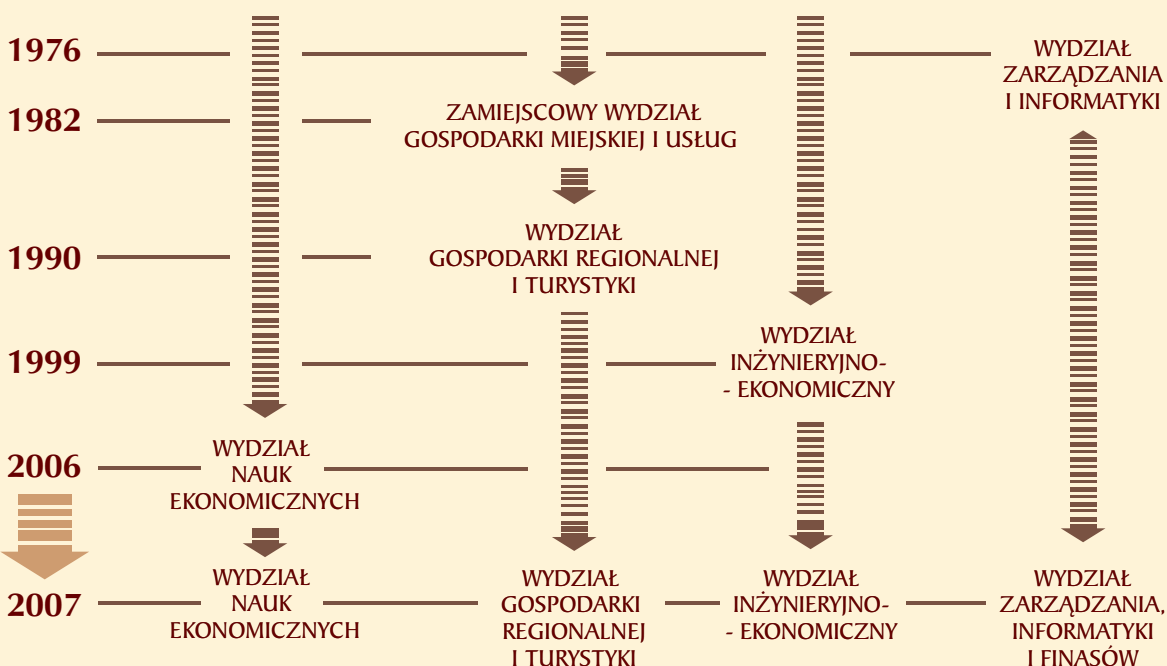 1976
WYDZIAŁ
ZARZĄDZANIA
I INFORMATYKI
1982
ZAMIEJSCOWY WYDZIAŁ
GOSPODARKI MIEJSKIEJ I USŁUG
1990
WYDZIAŁ
GOSPODARKI REGIONALNEJ
I TURYSTYKI
1999
WYDZIAŁ
INŻYNIERYJNO-
- EKONOMICZNY
2006
WYDZIAŁ
NAUK
EKONOMICZNYCH
2007
WYDZIAŁ
NAUK
EKONOMICZNYCH
WYDZIAŁ
GOSPODARKI
REGIONALNEJ
I TURYSTYKI
WYDZIAŁ
INŻYNIERYJNO-
- EKONOMICZNY
WYDZIAŁ
ZARZĄDZANIA,
INFORMATYKI
I FINASÓW